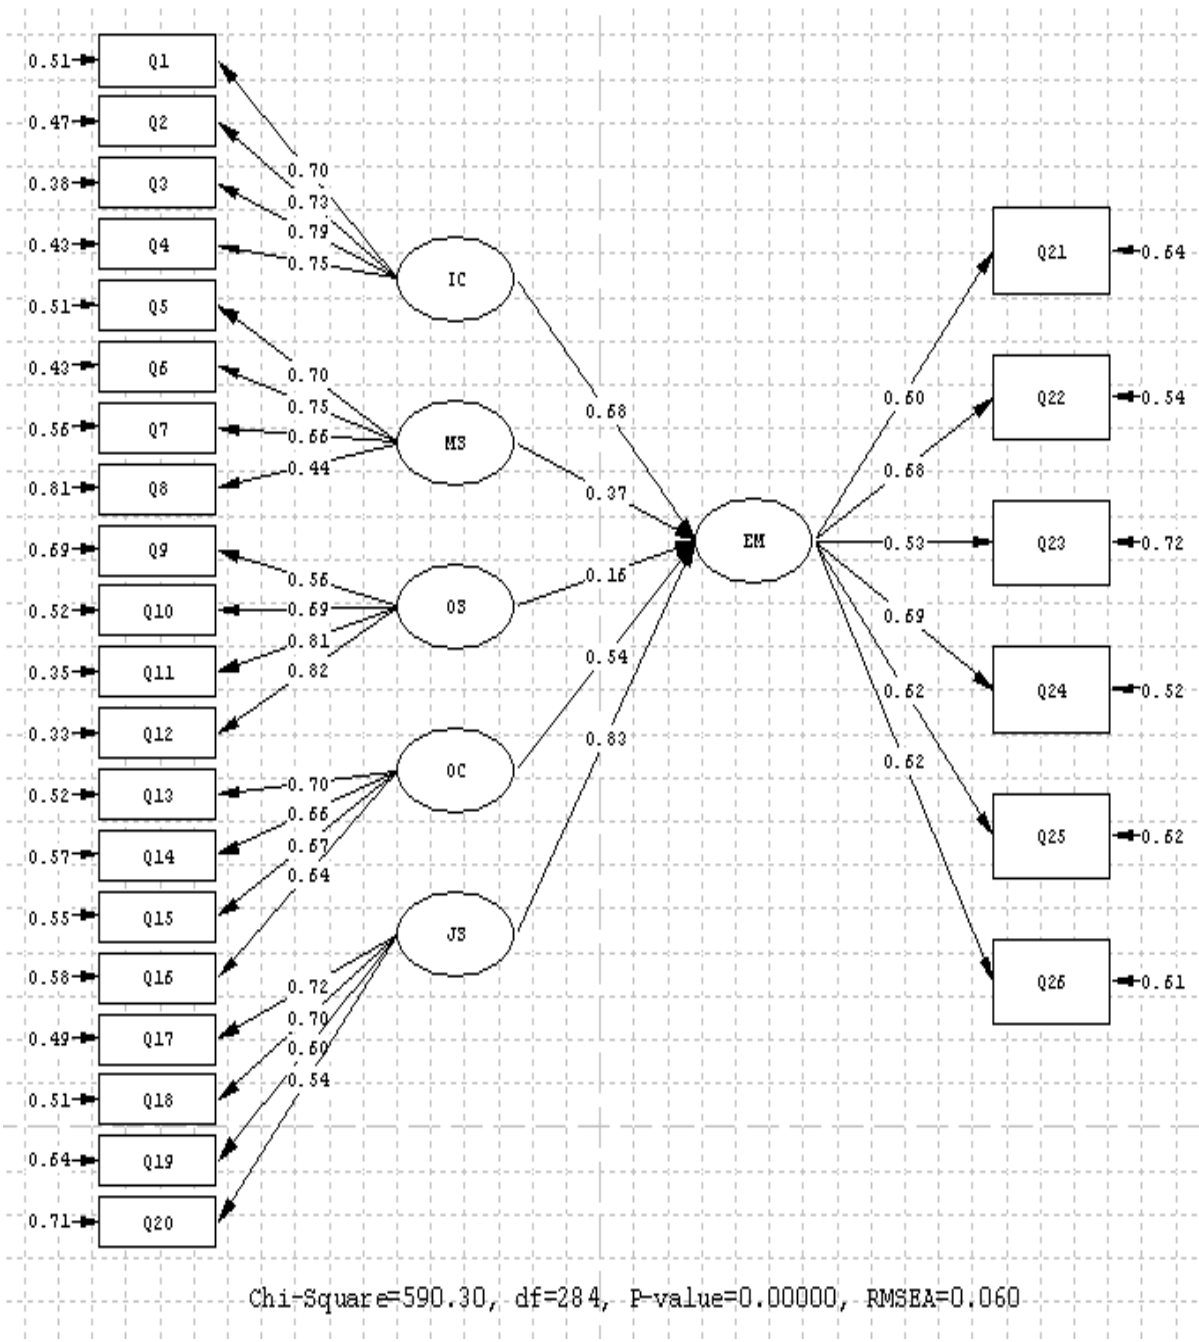 0.51 Q1
0.47 Q2
0.38 Q3
0.43 Q4
0.51 Q5
0.43 Q6
0.56 Q7
0.81 Q8
0.69 Q9
0.52 Q10
0.35 Q11
0.33 Q12
0.52 Q13
0.57 Q14
0.55 Q15
0.58 Q16
0.49 Q17
0.51 Q18
0.64 Q19
0.71 Q20
0.70
0.73
0.79
0.75
0.70
0.75
0.66
0.44
0.56
0.69
0.81
0.82
0.70
0.66
0.67
0.64
0.72
0.70
0.60
0.54
IC
MS
OS
OC
JS
0.68
0.37
0.16
0.54
0.83
EM
0.60
0.68
0.53
0.69
0.62
0.62
Q21 0.64
Q22 0.54
Q23 0.72
Q24 0.52
Q25 0.62
Q26 0.61
Chi-Square=590.30, df=284, P-value=0.00000, RMSEA=0.060